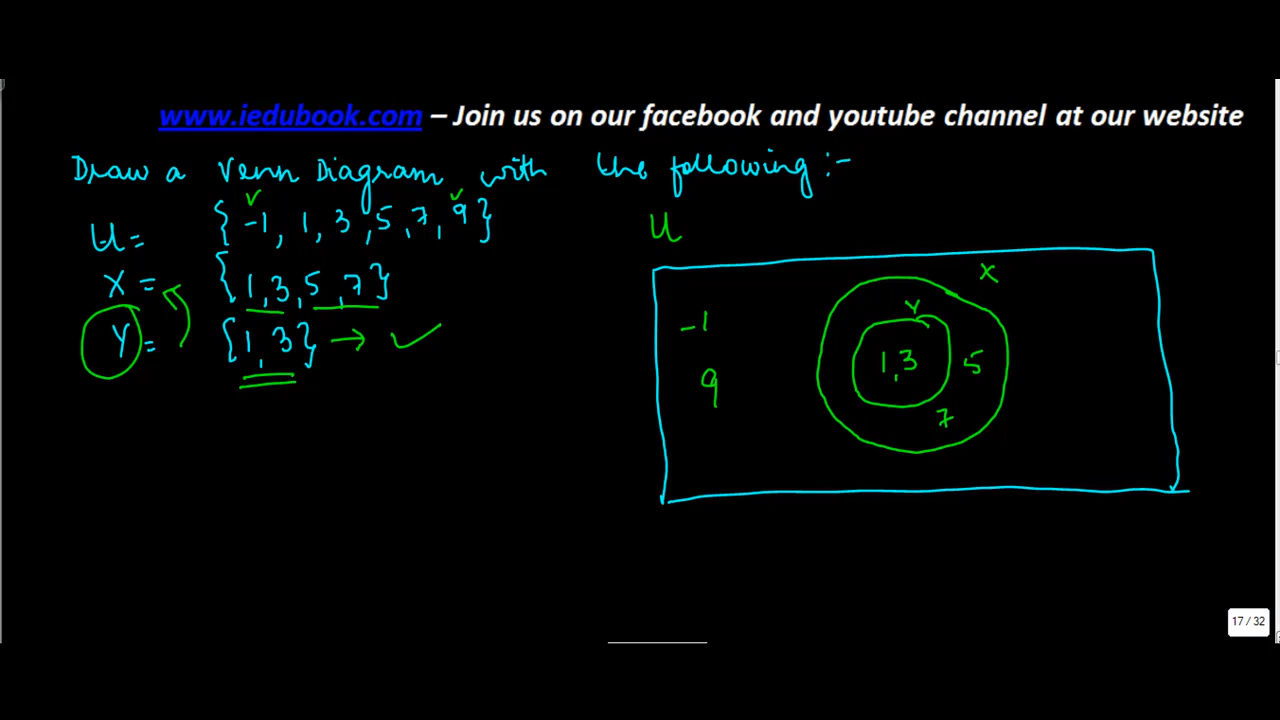 www.iedubook.com – Join us on our facebook and youtube channel at our website
Draw a Venn Diagram with the following :-
U = { -1, 1, 3, 5, 7, 9 }
X = { 1, 3, 5, 7 }
Y = { 1, 3 } → ✓
U
X
Y
-1
1, 3
5
9
7
17 / 32